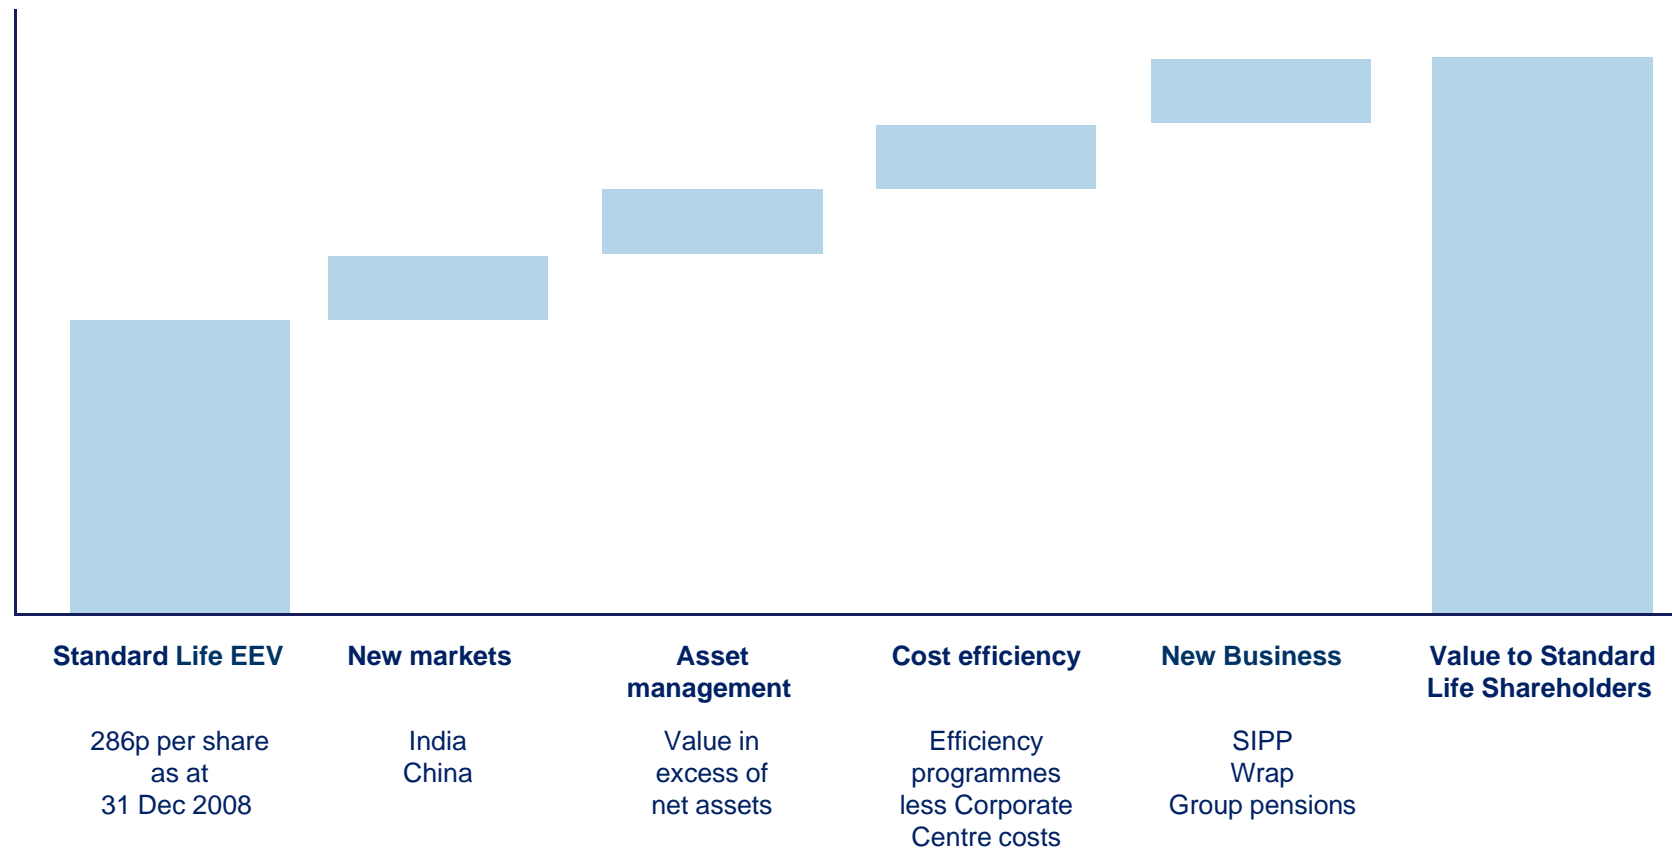 Standard Life EEV
286p per share
as at
31 Dec 2008
New markets
India
China
Asset
management
Value in
excess of
net assets
Cost efficiency
Efficiency
programmes
less Corporate
Centre costs
New Business
SIPP
Wrap
Group pensions
Value to Standard
Life Shareholders